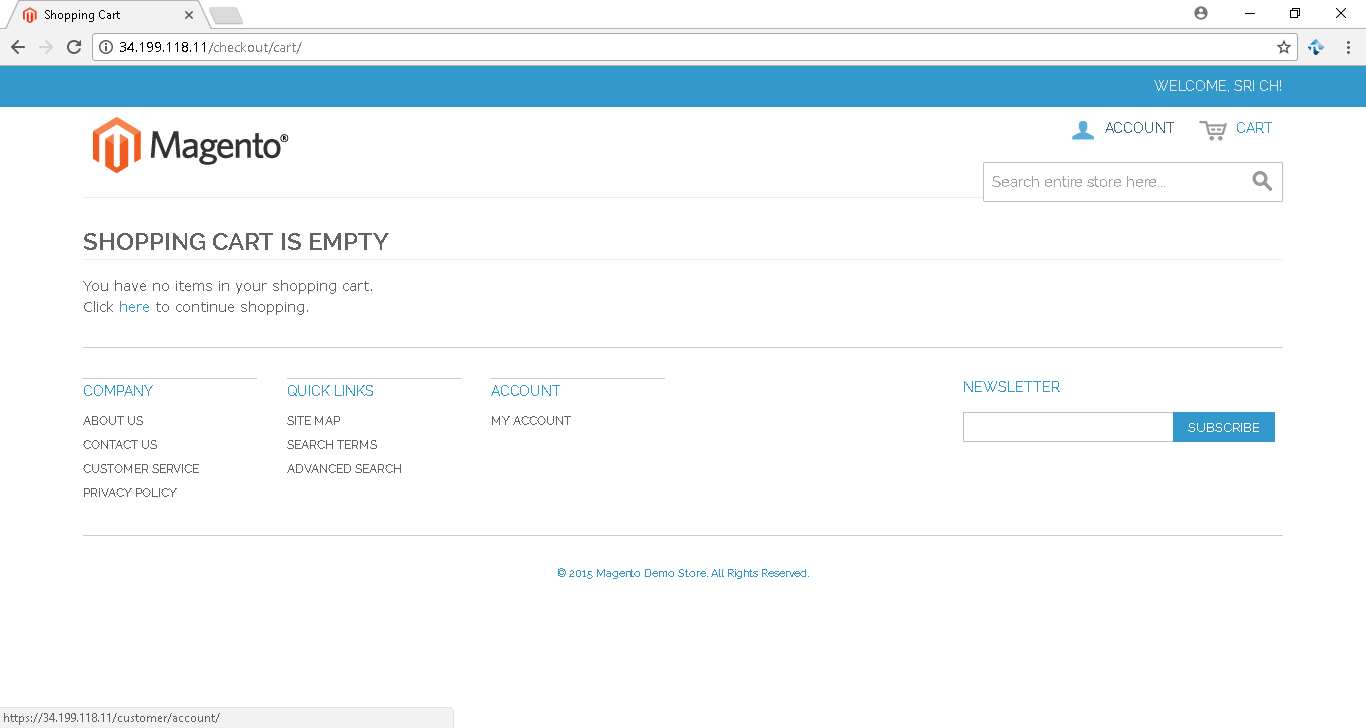 Shopping Cart
34.199.118.11/checkout/cart/
WELCOME, SRI CH!
Magento®
ACCOUNT
CART
Search entire store here...
SHOPPING CART IS EMPTY
You have no items in your shopping cart.
Click here to continue shopping.
COMPANY
ABOUT US
CONTACT US
CUSTOMER SERVICE
PRIVACY POLICY
QUICK LINKS
SITE MAP
SEARCH TERMS
ADVANCED SEARCH
ACCOUNT
MY ACCOUNT
NEWSLETTER
SUBSCRIBE
© 2015 Magento Demo Store. All Rights Reserved.
https://34.199.118.11/customer/account/